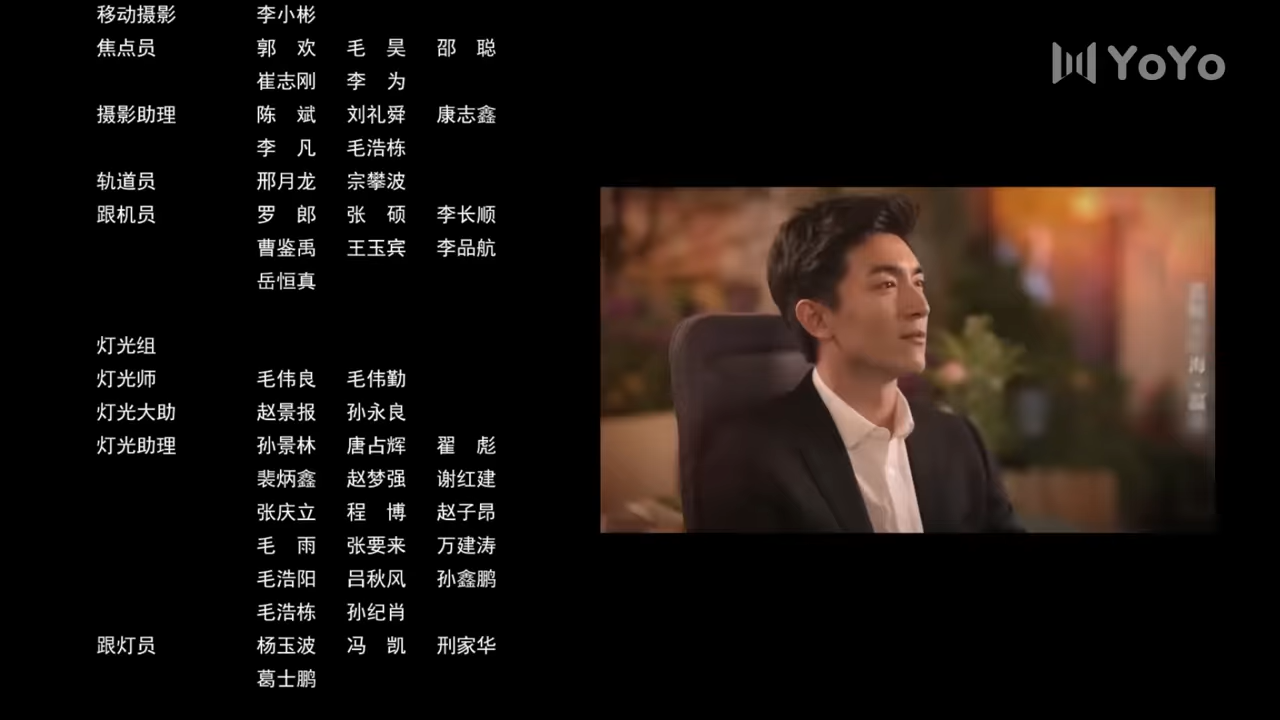 移动摄影 李小彬
焦点员 郭 欢 毛 昊 邵 聪
崔志刚 李 为
摄影助理 陈 斌 刘礼舜 康志鑫
李 凡 毛浩栋
轨道员 邢月龙 宗攀波
跟机员 罗 郎 张 硕 李长顺
曹鉴禹 王玉宾 李品航
岳恒真
灯光组
灯光师 毛伟良 毛伟勤
灯光大助 赵景报 孙永良
灯光助理 孙景林 唐占辉 翟 彪
裴炳鑫 赵梦强 谢红建
张庆立 程 博 赵子昂
毛 雨 张要来 万建涛
毛浩阳 吕秋风 孙鑫鹏
毛浩栋 孙纪肖
跟灯员 杨玉波 冯 凯 刑家华
葛士鹏
YoYo